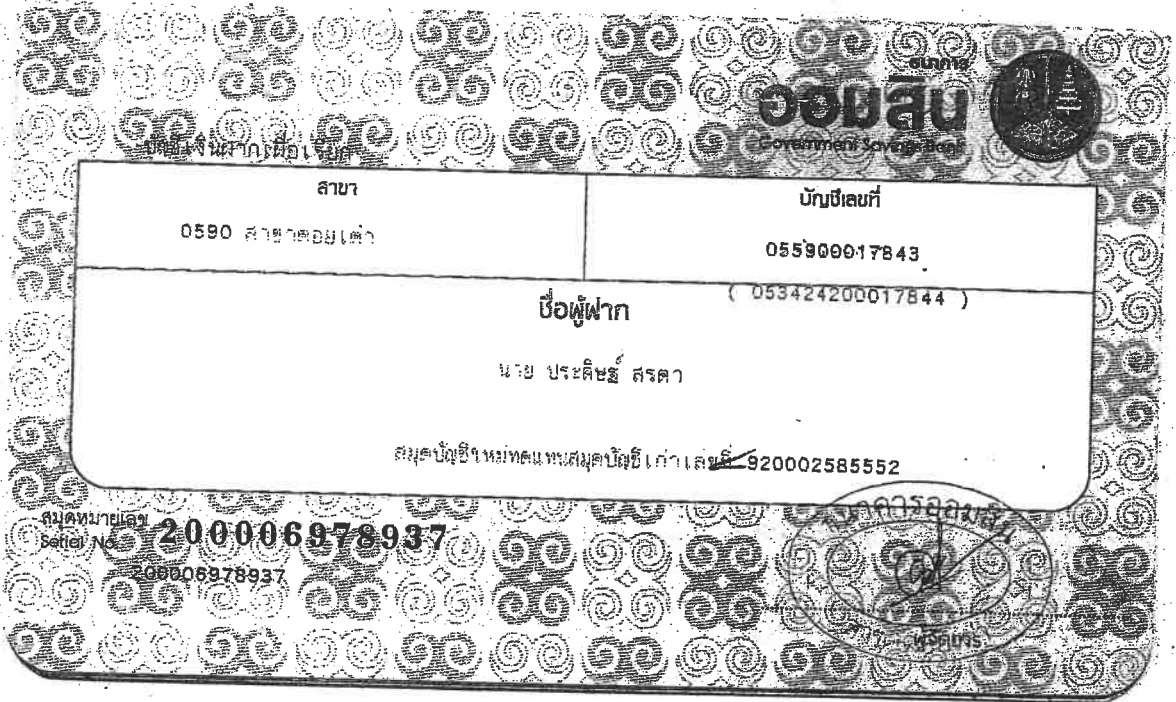 ธนาคาร
ออมสิน
Government Savings Bank
บัญชีเงินฝากเผื่อเรียก
สาขา
บัญชีเลขที่
0590 สาขาดอยเต่า
055900017843
( 053424200017844 )
ชื่อผู้ฝาก
นาย ประดิษฐ์ สรตา
สมุดบัญชีใหม่ทดแทนสมุดบัญชีเก่าเลขที่ 920002585552
สมุดหมายเลข
Seriel No. 200006978937
200006978937
ธนาคารออมสิน